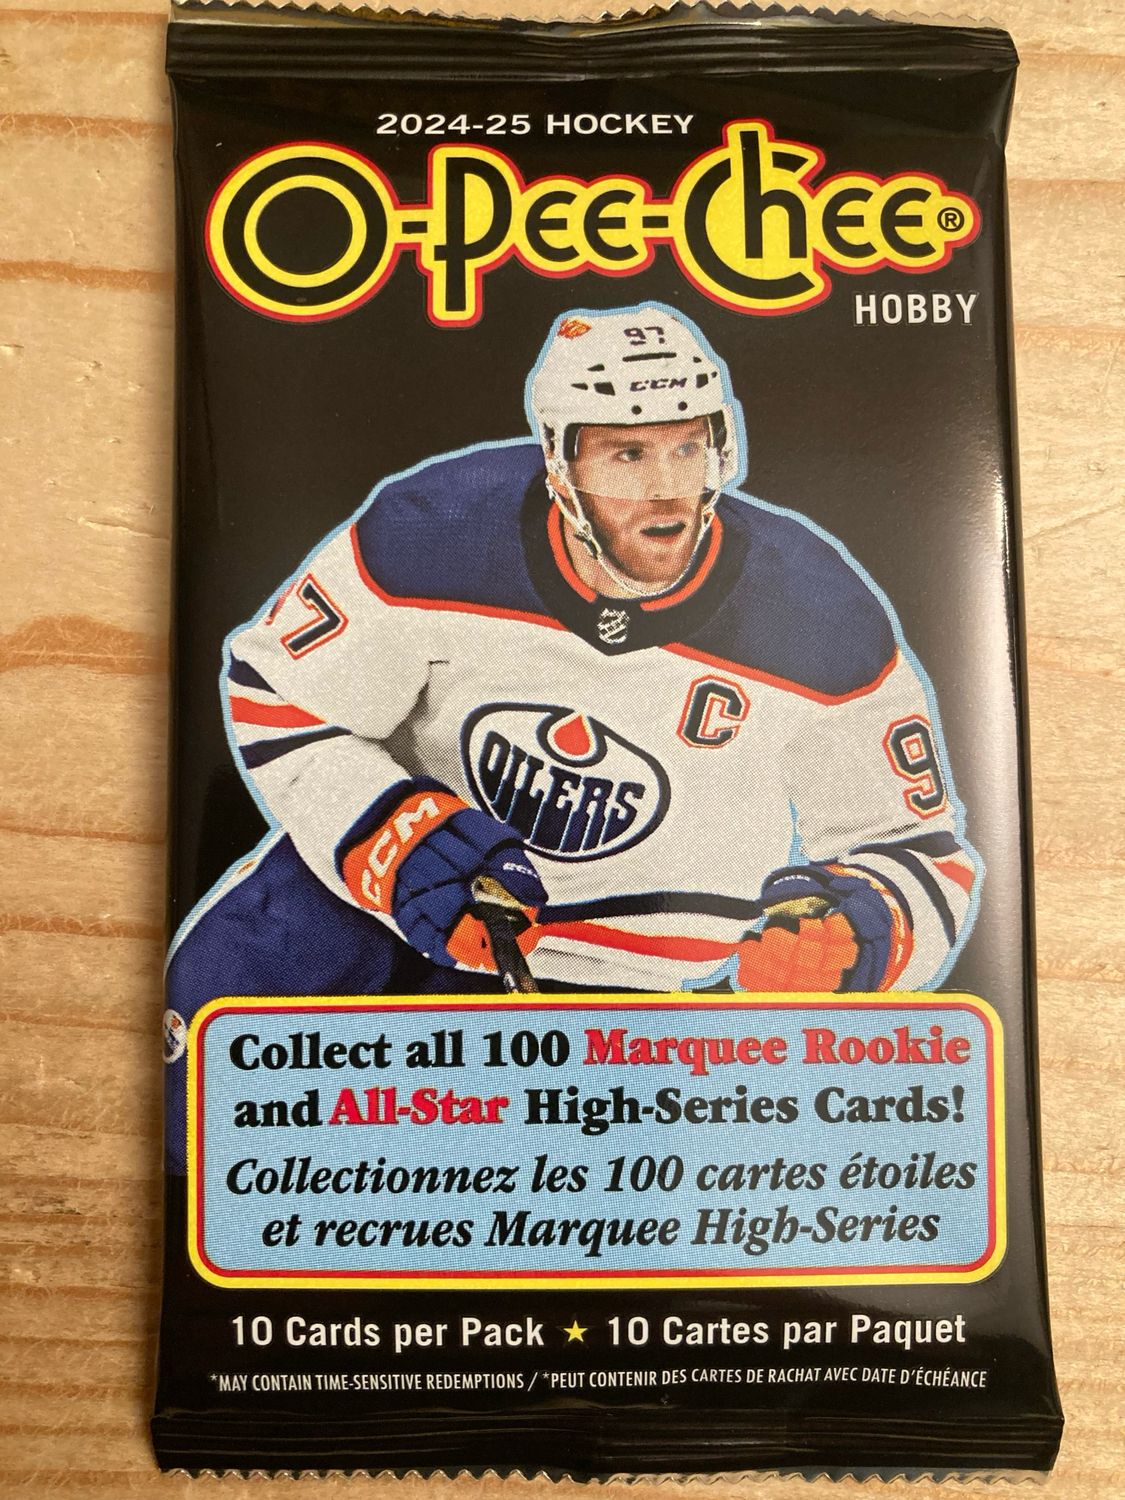 2024-25 HOCKEY
O-Pee-Chee®
HOBBY
97
CCM
7
C
9
OILERS
CCM
Collect all 100 Marquee Rookie
and All-Star High-Series Cards!
Collectionnez les 100 cartes étoiles
et recrues Marquee High-Series
10 Cards per Pack ★ 10 Cartes par Paquet
*MAY CONTAIN TIME-SENSITIVE REDEMPTIONS / *PEUT CONTENIR DES CARTES DE RACHAT AVEC DATE D'ÉCHÉANCE